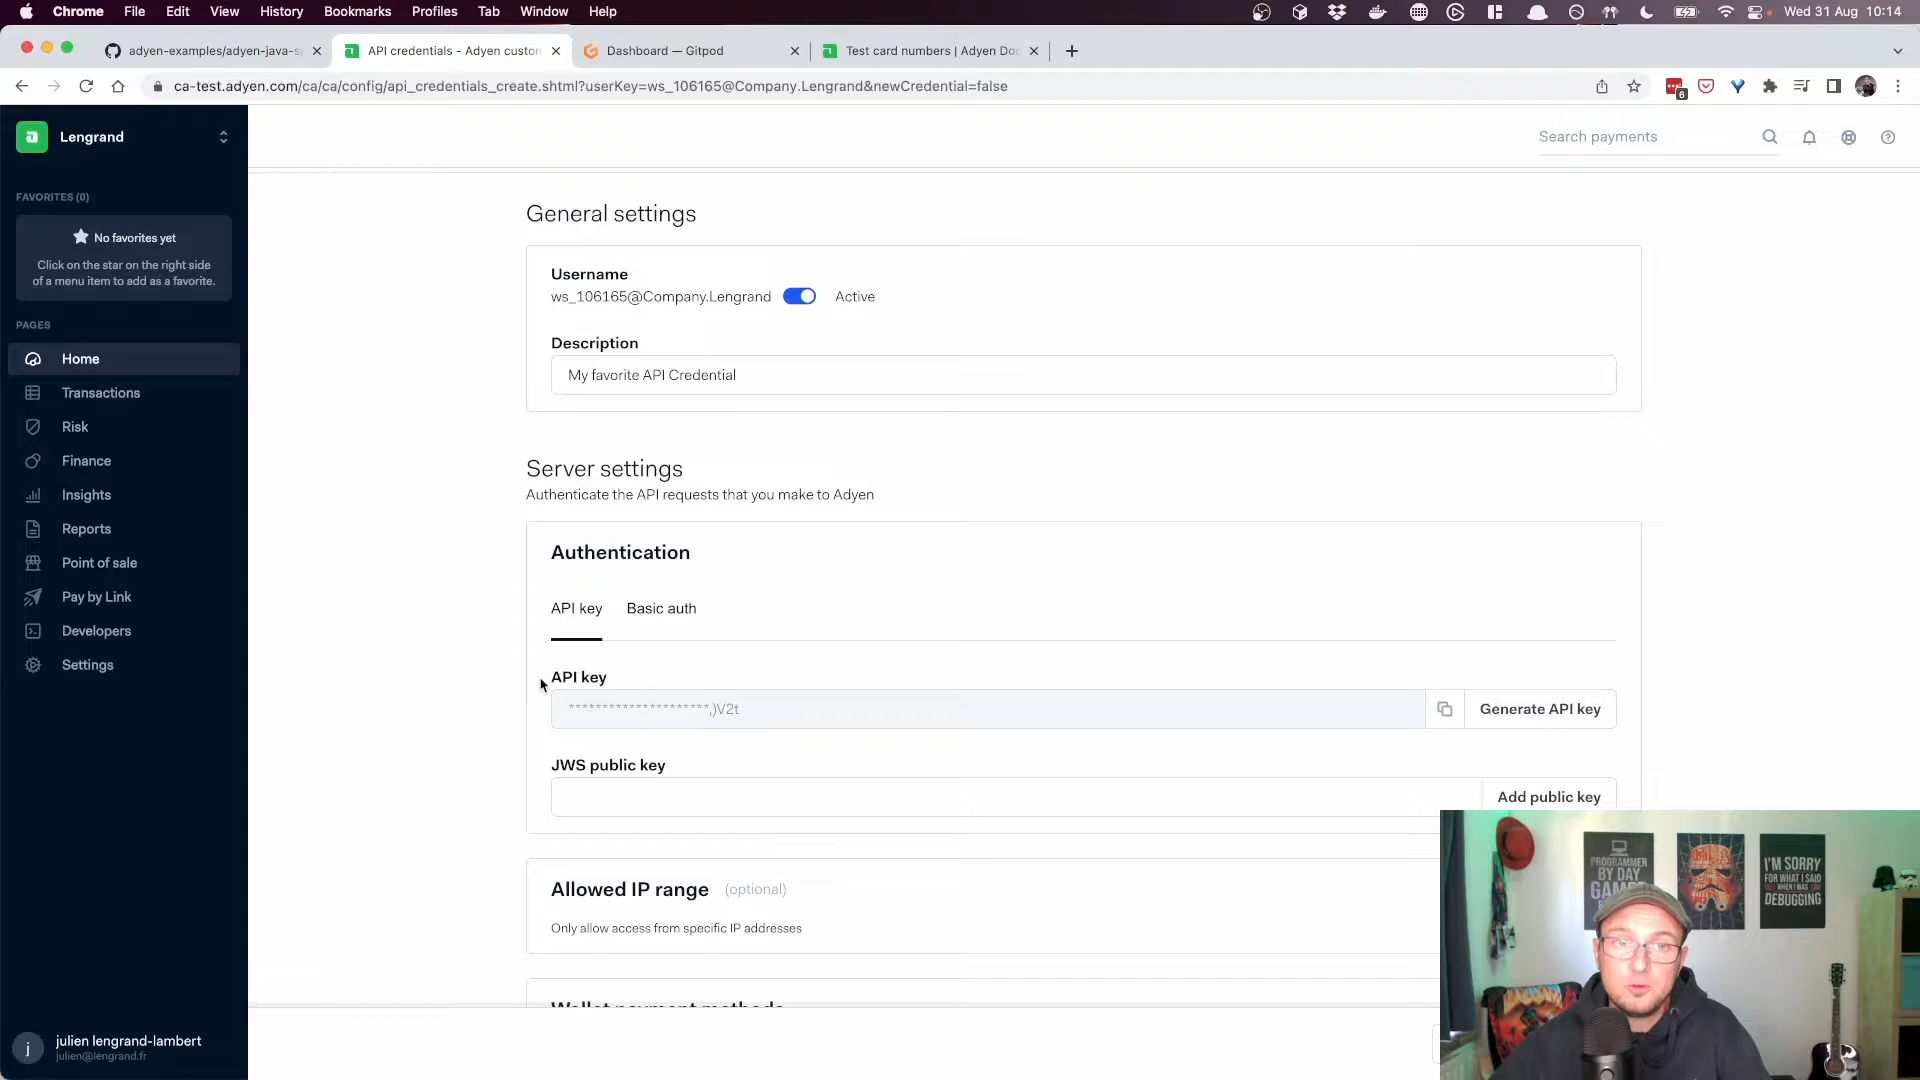 Chrome File Edit View History Bookmarks Profiles Tab Window Help Wed 31 Aug 10:14
adyen-examples/adyen-java-s
API credentials - Adyen custom
Dashboard — Gitpod
Test card numbers | Adyen Do
ca-test.adyen.com/ca/ca/config/api_credentials_create.shtml?userKey=ws_106165@Company.Lengrand&newCredential=false
6
Lengrand
Search payments
FAVORITES (0)
No favorites yet
Click on the star on the right side
of a menu item to add as a favorite.
PAGES
Home
Transactions
Risk
Finance
Insights
Reports
Point of sale
Pay by Link
Developers
Settings
j
julien lengrand-lambert
julien@lengrand.fr
General settings
Username
ws_106165@Company.Lengrand Active
Description
My favorite API Credential
Server settings
Authenticate the API requests that you make to Adyen
Authentication
API key Basic auth
API key
*********************,)V2t
Generate API key
JWS public key
Add public key
Allowed IP range (optional)
Only allow access from specific IP addresses
Wallet payment methods
PROGRAMMER
BY DAY
I'M SORRY
FOR WHAT I SAID
WHEN I WAS
DEBUGGING